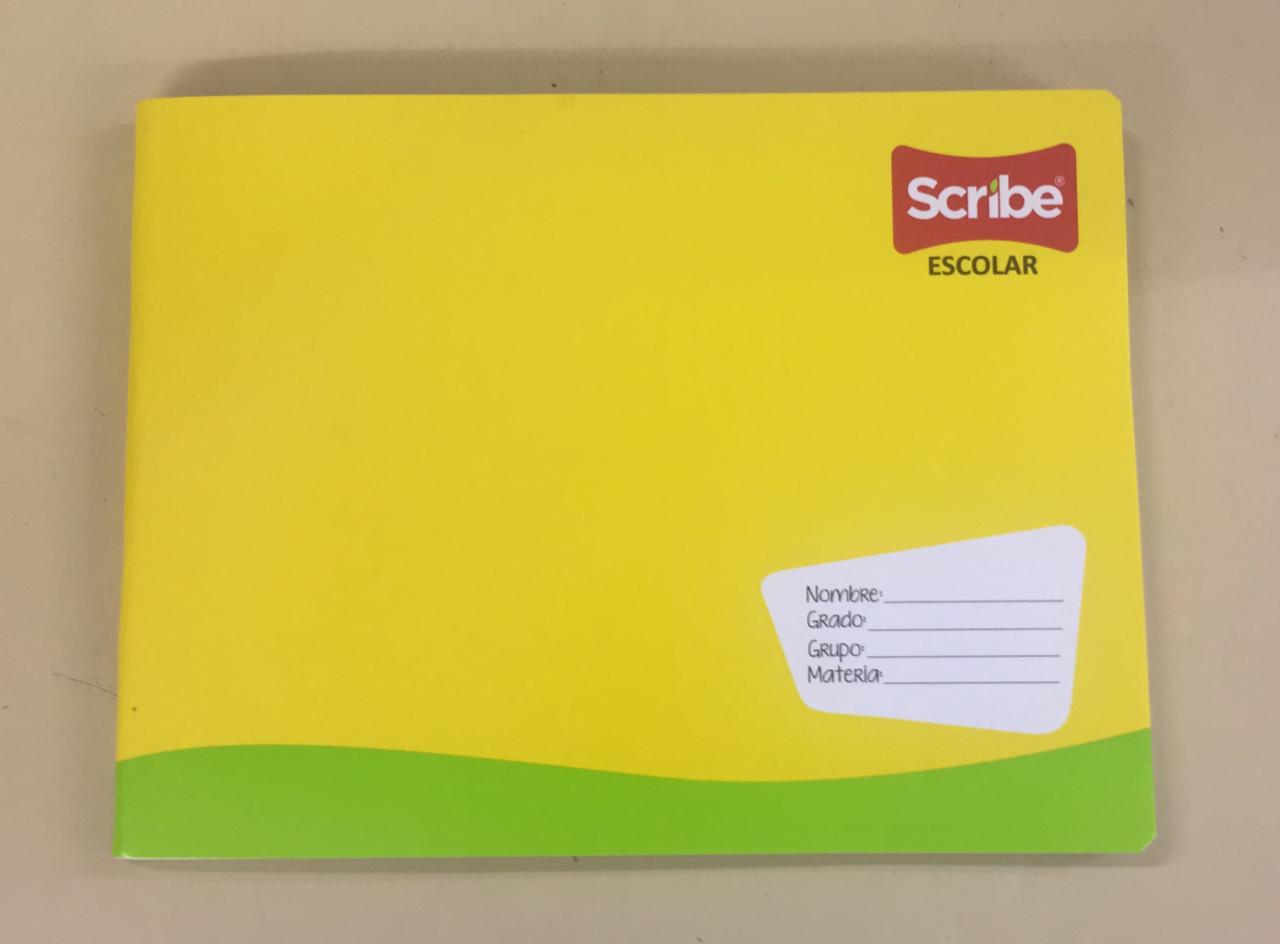 Scribe®
ESCOLAR
Nombre:
Grado:
Grupo:
Materia: